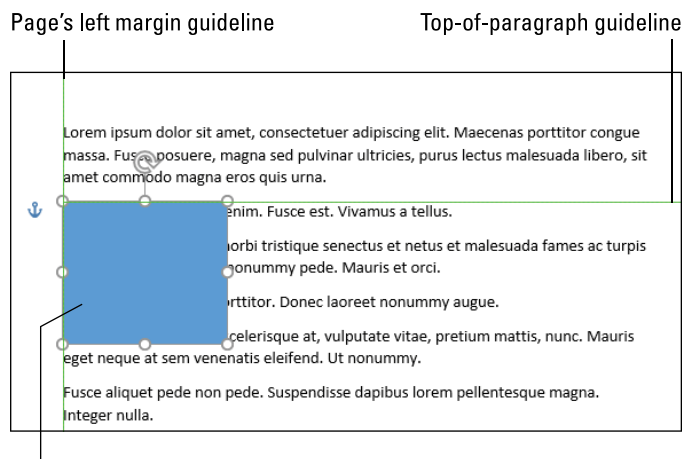 Page's left margin guideline
Top-of-paragraph guideline
Lorem ipsum dolor sit amet, consectetuer adipiscing elit. Maecenas porttitor congue
massa. Fusce posuere, magna sed pulvinar ultricies, purus lectus malesuada libero, sit
amet commodo magna eros quis urna.
enim. Fusce est. Vivamus a tellus.
tristique senectus et netus et malesuada fames ac turpis
nonummy pede. Mauris et orci.
Donec laoreet nonummy augue.
at, vulputate vitae, pretium mattis, nunc. Mauris
eget neque at sem venenatis eleifend. Ut nonummy.
Fusce aliquet pede non pede. Suspendisse dapibus lorem pellentesque magna.
Integer nulla.